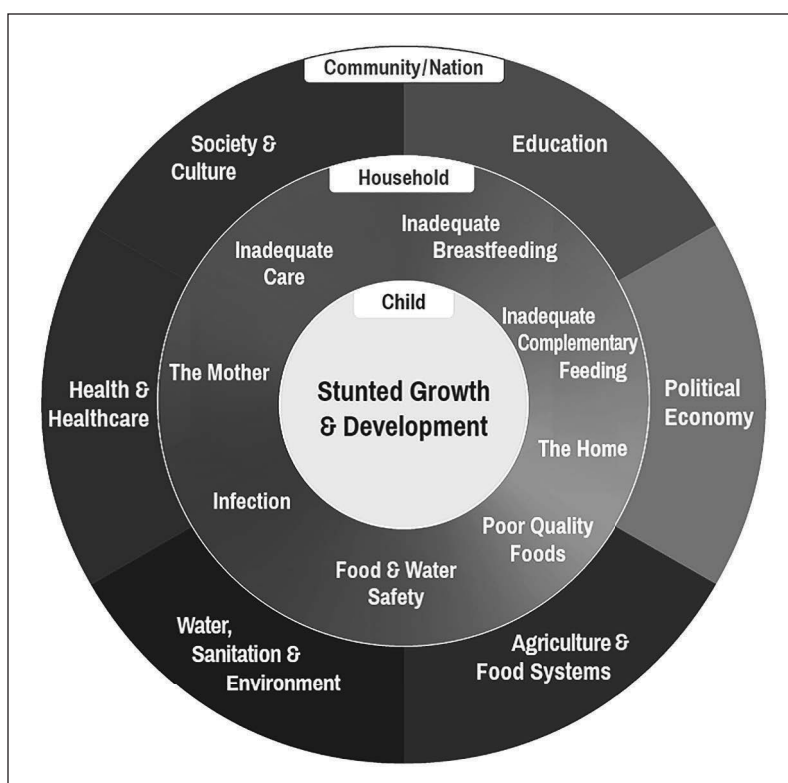 Community/Nation
Society &
Culture
Education
Household
Inadequate
Breastfeeding
Inadequate
Care
Child
Inadequate
Complementary
Feeding
The Mother
Stunted Growth
& Development
Health &
Healthcare
Political
Economy
The Home
Infection
Poor Quality
Foods
Food & Water
Safety
Water,
Sanitation &
Environment
Agriculture &
Food Systems